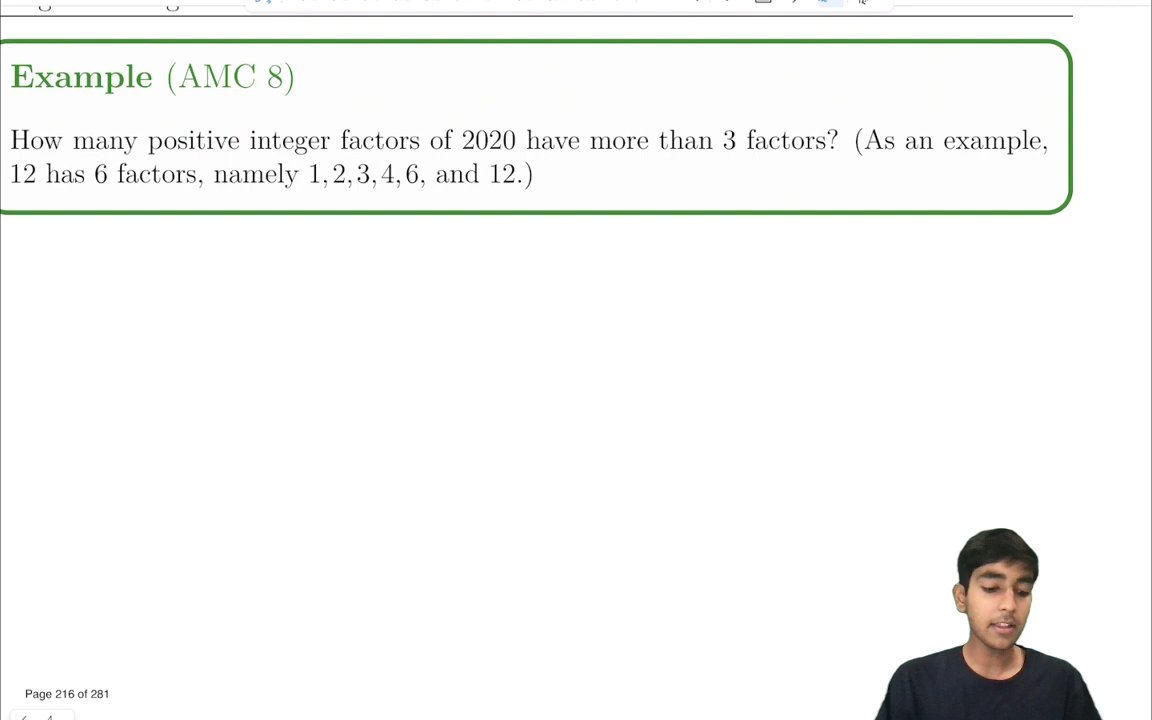 Example (AMC 8)
How many positive integer factors of 2020 have more than 3 factors? (As an example,
12 has 6 factors, namely 1, 2, 3, 4, 6, and 12.)
Page 216 of 281